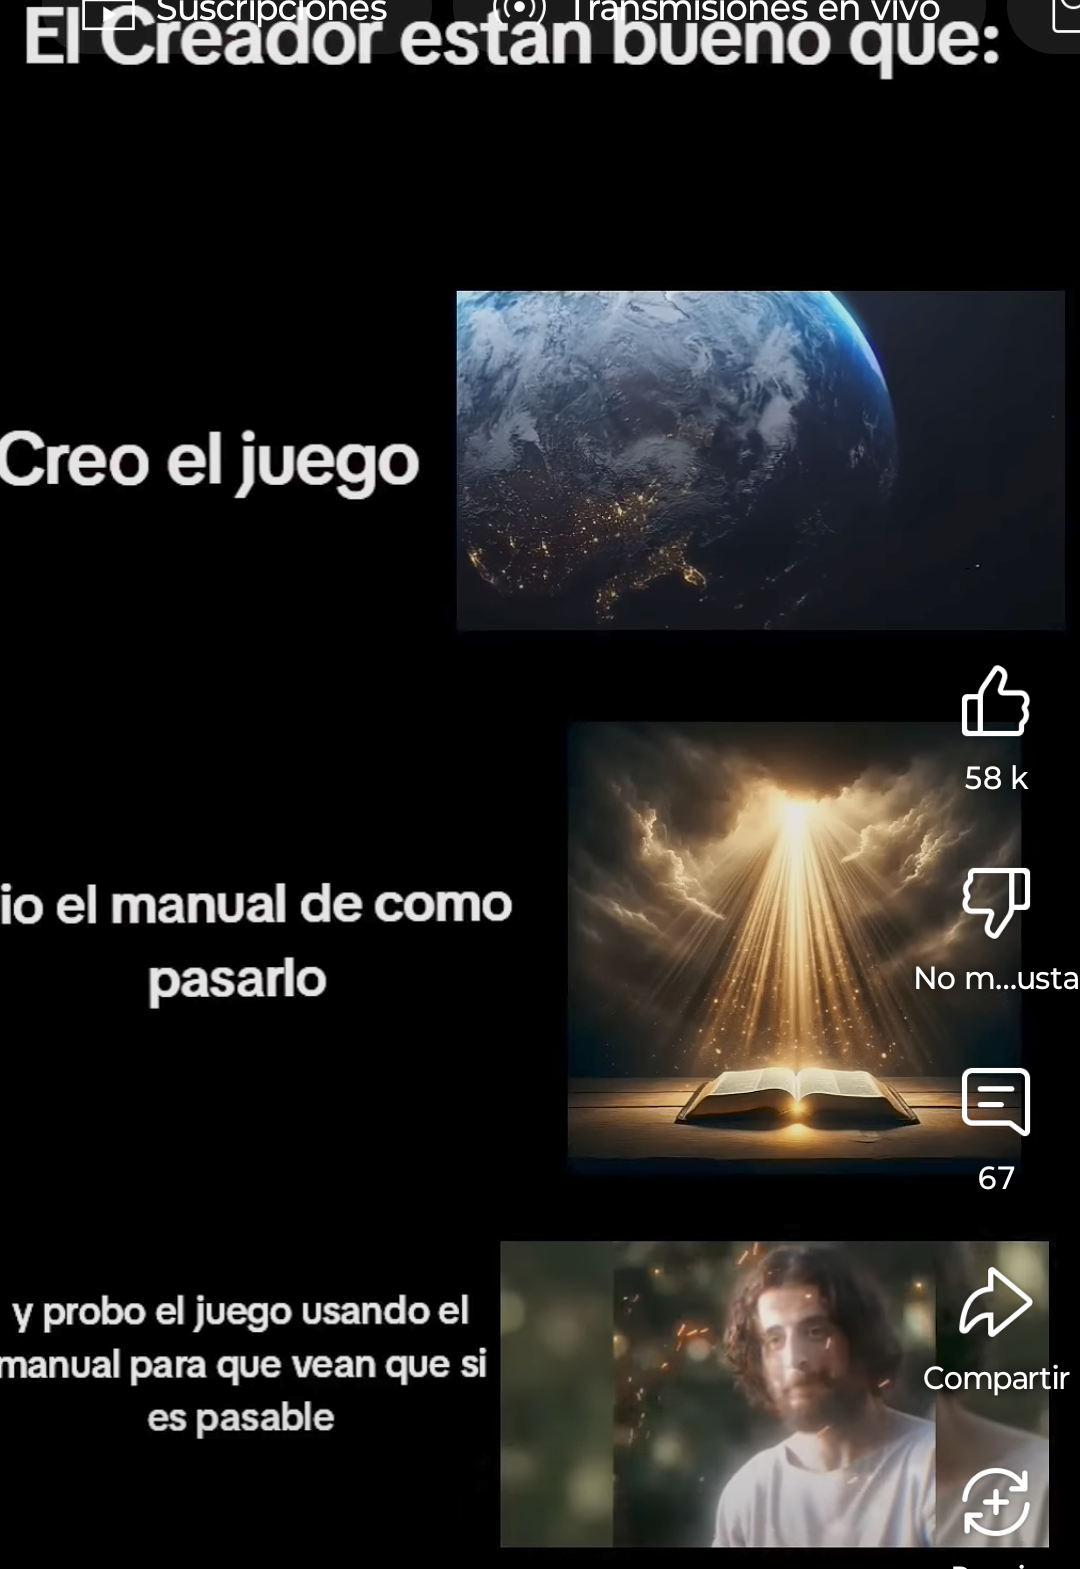 Suscripciones
Transmisiones en vivo
El Creador estan bueno que:
Creo el juego
58 k
io el manual de como
pasarlo
No m...usta
67
y probo el juego usando el
manual para que vean que si
es pasable
Compartir